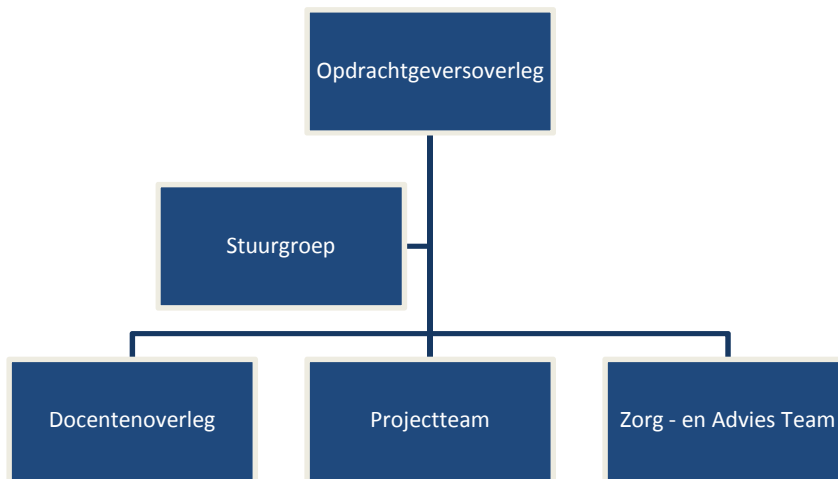 Opdrachtgeversoverleg
Stuurgroep
Docentenoverleg
Projectteam
Zorg - en Advies Team